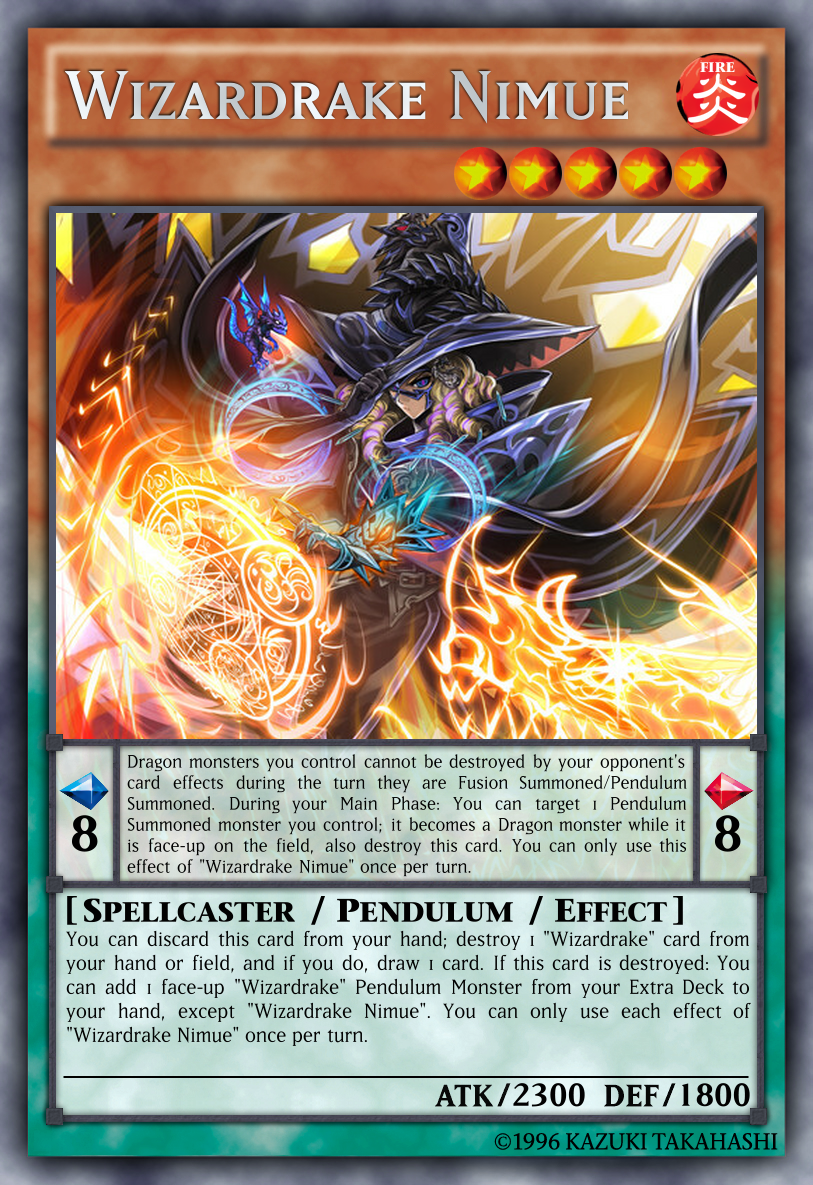 WIZARDRAKE NIMUE
FIRE
炎
Dragon monsters you control cannot be destroyed by your opponent's
card effects during the turn they are Fusion Summoned/Pendulum
Summoned. During your Main Phase: You can target 1 Pendulum
Summoned monster you control; it becomes a Dragon monster while it
is face-up on the field, also destroy this card. You can only use this
effect of "Wizardrake Nimue" once per turn.
8
8
[ SPELLCASTER / PENDULUM / EFFECT ]
You can discard this card from your hand; destroy 1 "Wizardrake" card from
your hand or field, and if you do, draw 1 card. If this card is destroyed: You
can add 1 face-up "Wizardrake" Pendulum Monster from your Extra Deck to
your hand, except "Wizardrake Nimue". You can only use each effect of
"Wizardrake Nimue" once per turn.
ATK/2300 DEF/1800
©1996 KAZUKI TAKAHASHI